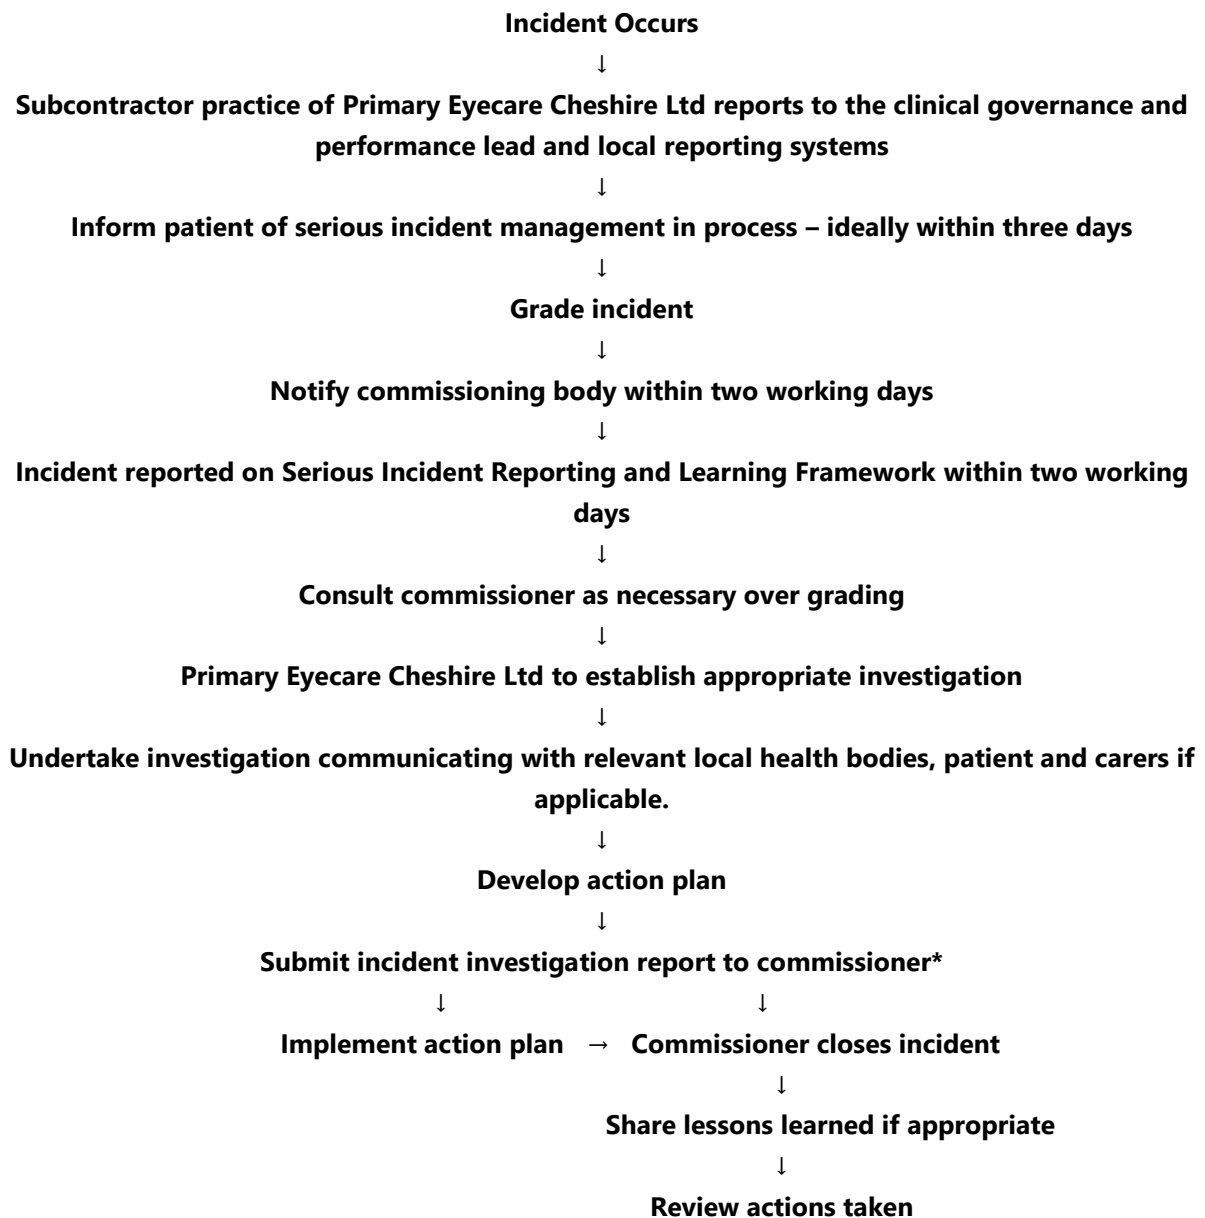 Incident Occurs
↓
Subcontractor practice of Primary Eyecare Cheshire Ltd reports to the clinical governance and
performance lead and local reporting systems
↓
Inform patient of serious incident management in process – ideally within three days
↓
Grade incident
↓
Notify commissioning body within two working days
↓
Incident reported on Serious Incident Reporting and Learning Framework within two working
days
↓
Consult commissioner as necessary over grading
↓
Primary Eyecare Cheshire Ltd to establish appropriate investigation
↓
Undertake investigation communicating with relevant local health bodies, patient and carers if
applicable.
↓
Develop action plan
↓
Submit incident investigation report to commissioner*
↓ ↓
Implement action plan → Commissioner closes incident
↓
Share lessons learned if appropriate
↓
Review actions taken